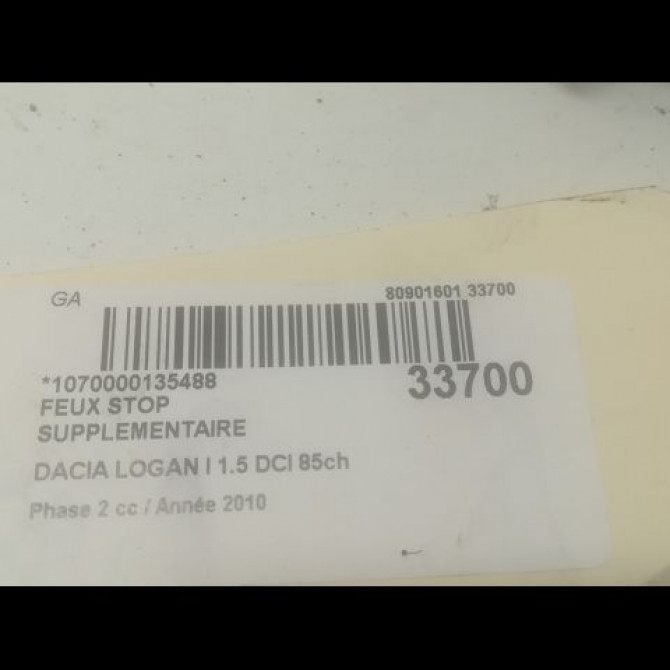 GA
80901601 33700
*1070000135488
33700
FEUX STOP
SUPPLEMENTAIRE
DACIA LOGAN I 1.5 DCI 85ch
Phase 2 cc / Année 2010